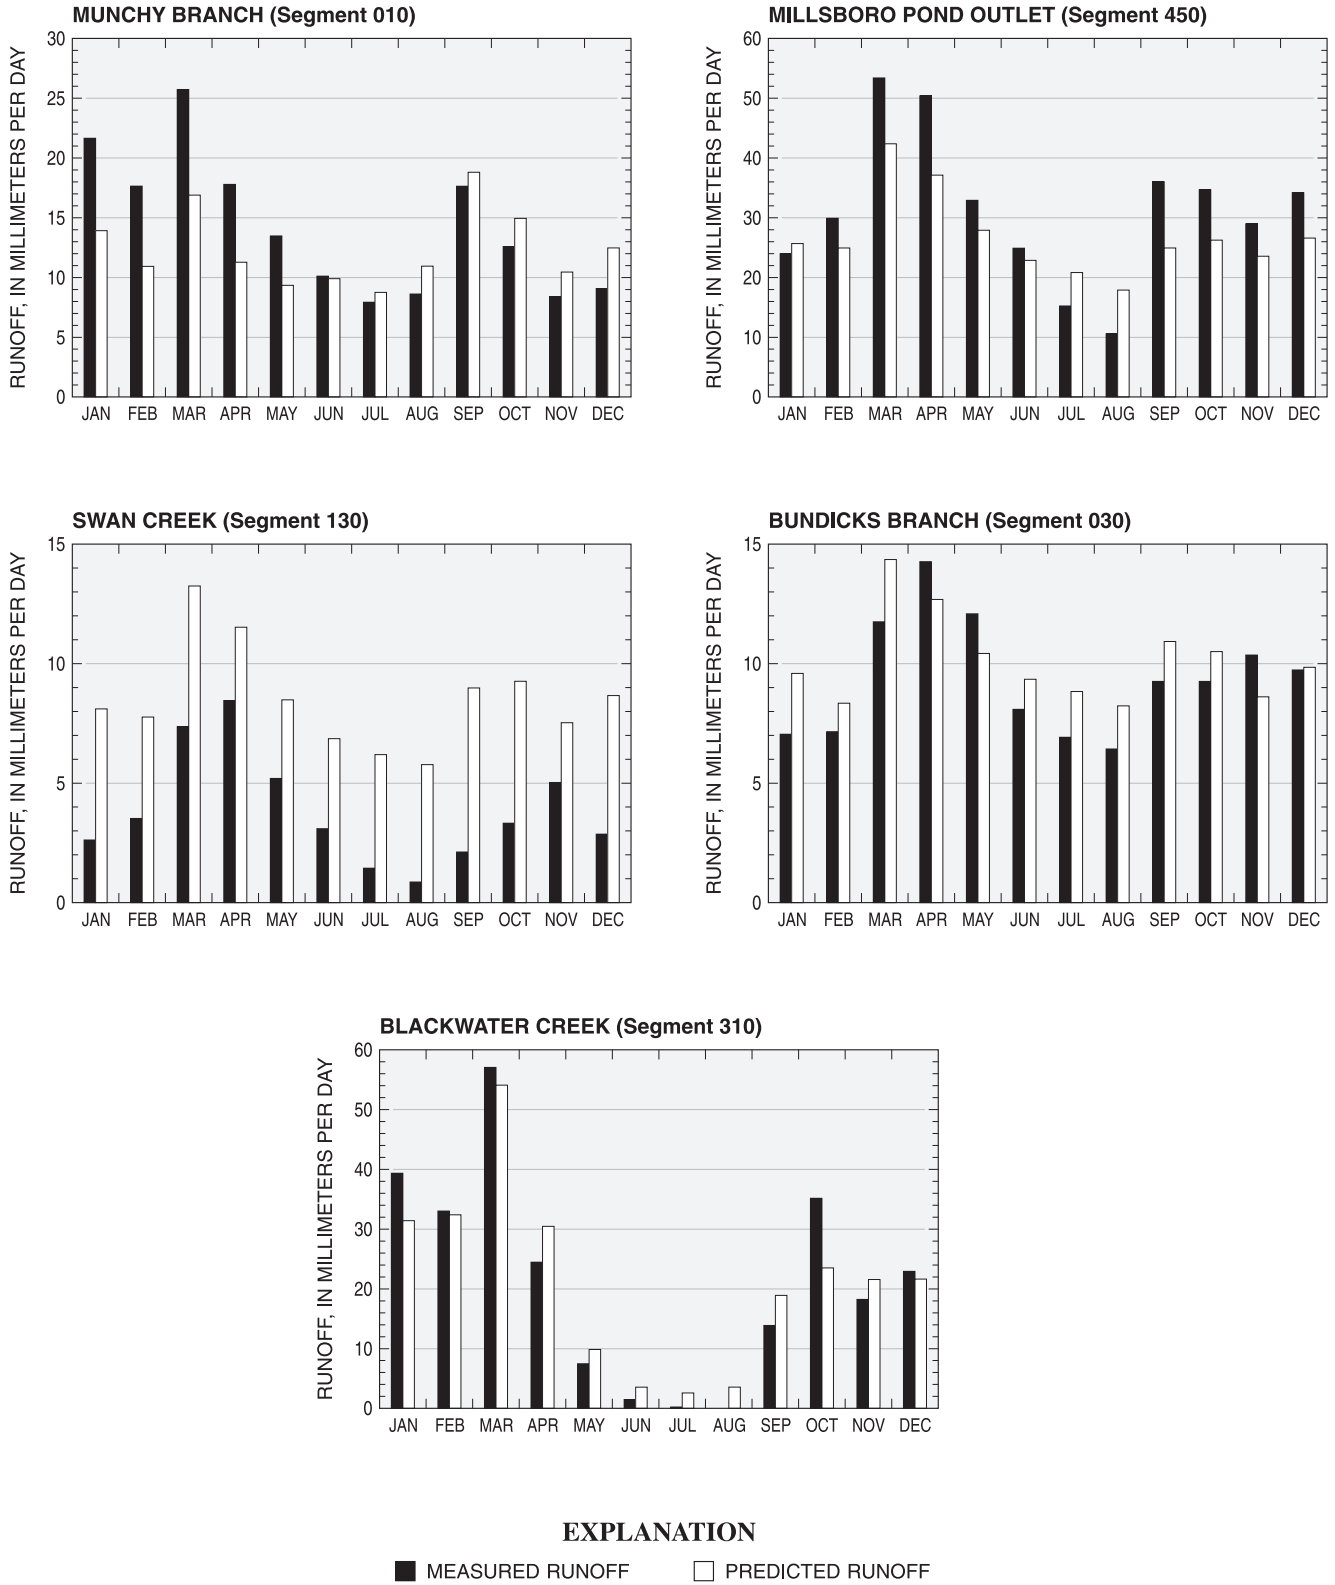 MUNCHY BRANCH (Segment 010)
RUNOFF, IN MILLIMETERS PER DAY
30
25
20
15
10
5
0
JAN FEB MAR APR MAY JUN JUL AUG SEP OCT NOV DEC
MILLSBORO POND OUTLET (Segment 450)
RUNOFF, IN MILLIMETERS PER DAY
60
50
40
30
20
10
0
JAN FEB MAR APR MAY JUN JUL AUG SEP OCT NOV DEC
SWAN CREEK (Segment 130)
RUNOFF, IN MILLIMETERS PER DAY
15
10
5
0
JAN FEB MAR APR MAY JUN JUL AUG SEP OCT NOV DEC
BUNDICKS BRANCH (Segment 030)
RUNOFF, IN MILLIMETERS PER DAY
15
10
5
0
JAN FEB MAR APR MAY JUN JUL AUG SEP OCT NOV DEC
BLACKWATER CREEK (Segment 310)
RUNOFF, IN MILLIMETERS PER DAY
60
50
40
30
20
10
0
JAN FEB MAR APR MAY JUN JUL AUG SEP OCT NOV DEC
EXPLANATION
MEASURED RUNOFF PREDICTED RUNOFF